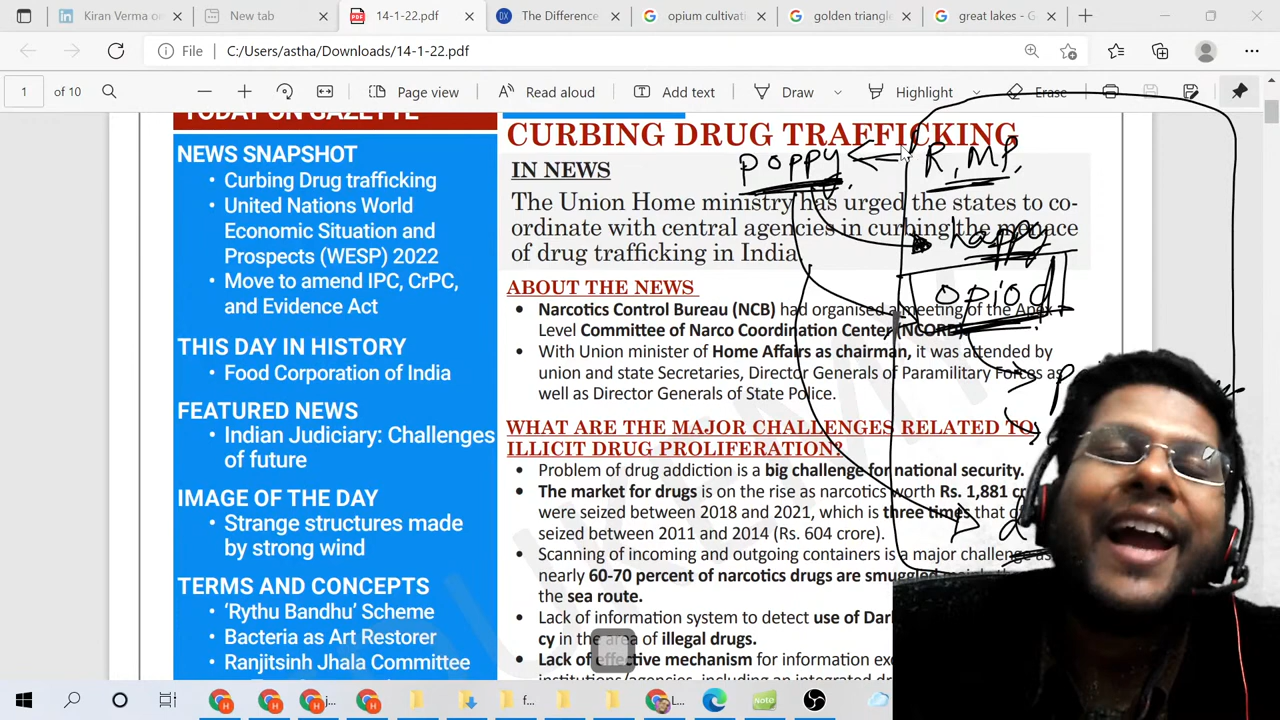 Kiran Verma on
New tab
14-1-22.pdf
The Difference
opium cultivati
golden triangle
great lakes - G
File
C:/Users/astha/Downloads/14-1-22.pdf
1 of 10
Page view
Read aloud
Add text
Draw
Highlight
Erase
TODAY ON GAZETTE
NEWS SNAPSHOT
• Curbing Drug trafficking
• United Nations World
Economic Situation and
Prospects (WESP) 2022
• Move to amend IPC, CrPC,
and Evidence Act
THIS DAY IN HISTORY
• Food Corporation of India
FEATURED NEWS
• Indian Judiciary: Challenges
of future
IMAGE OF THE DAY
• Strange structures made
by strong wind
TERMS AND CONCEPTS
• ‘Rythu Bandhu’ Scheme
• Bacteria as Art Restorer
• Ranjitsinh Jhala Committee
CURBING DRUG TRAFFICKING
IN NEWS
The Union Home ministry has urged the states to co-
ordinate with central agencies in curbing the menace
of drug trafficking in India.
ABOUT THE NEWS
• Narcotics Control Bureau (NCB) had organised a meeting of the Apex
Level Committee of Narco Coordination Center (NCORD).
• With Union minister of Home Affairs as chairman, it was attended by
union and state Secretaries, Director Generals of Paramilitary Forces as
well as Director Generals of State Police.
WHAT ARE THE MAJOR CHALLENGES RELATED TO
ILLICIT DRUG PROLIFERATION?
• Problem of drug addiction is a big challenge for national security.
• The market for drugs is on the rise as narcotics worth Rs. 1,881 cr
were seized between 2018 and 2021, which is three times that
seized between 2011 and 2014 (Rs. 604 crore).
• Scanning of incoming and outgoing containers is a major challenge as
nearly 60-70 percent of narcotics drugs are smuggled
the sea route.
• Lack of information system to detect use of Dar
cy in the area of illegal drugs.
• Lack of effective mechanism for information ex
poppy
R, MP,
happy
opiod
p
d